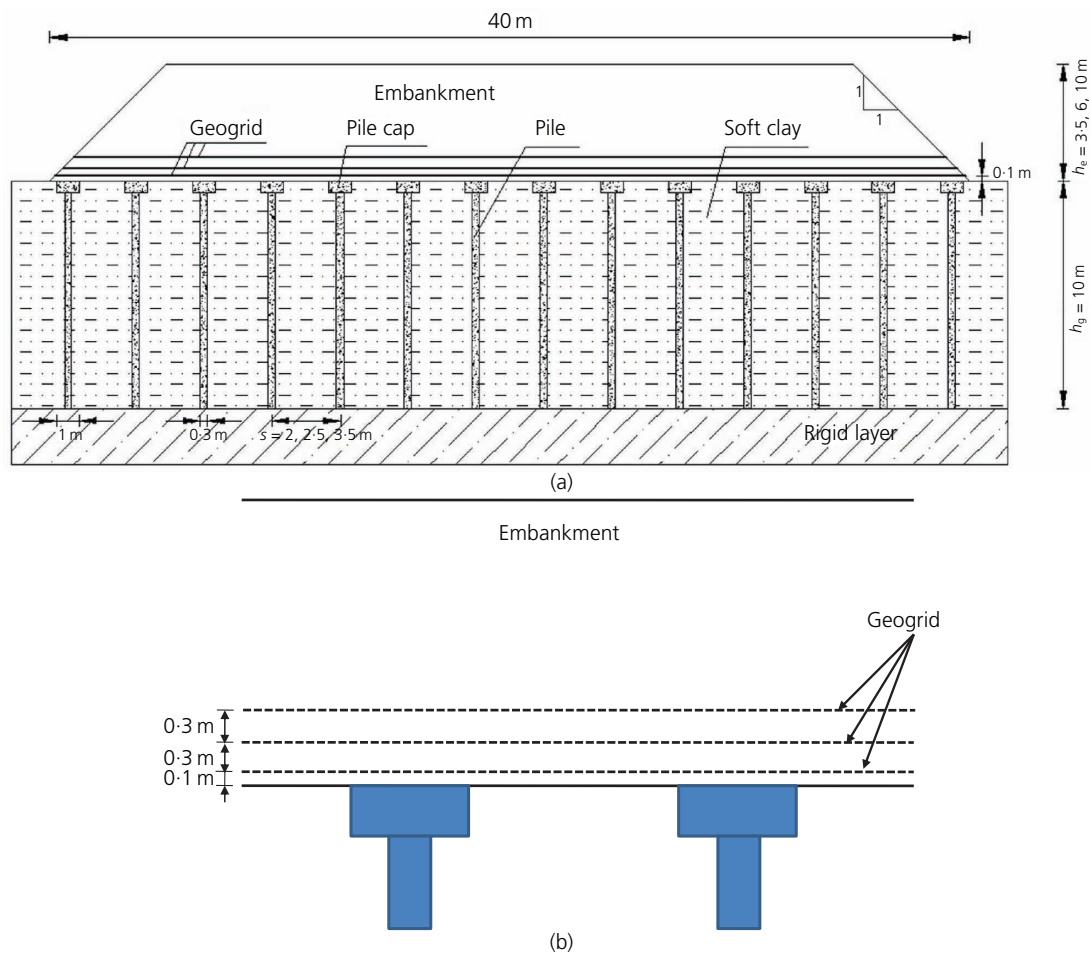 40 m
Embankment
Geogrid
Pile cap
Pile
Soft clay
1
1
0·1 m
hₑ = 3·5, 6, 10 m
h_g = 10 m
1 m
0·3 m
s = 2, 2·5, 3·5 m
Rigid layer
(a)
Embankment
Geogrid
0·3 m
0·3 m
0·1 m
(b)